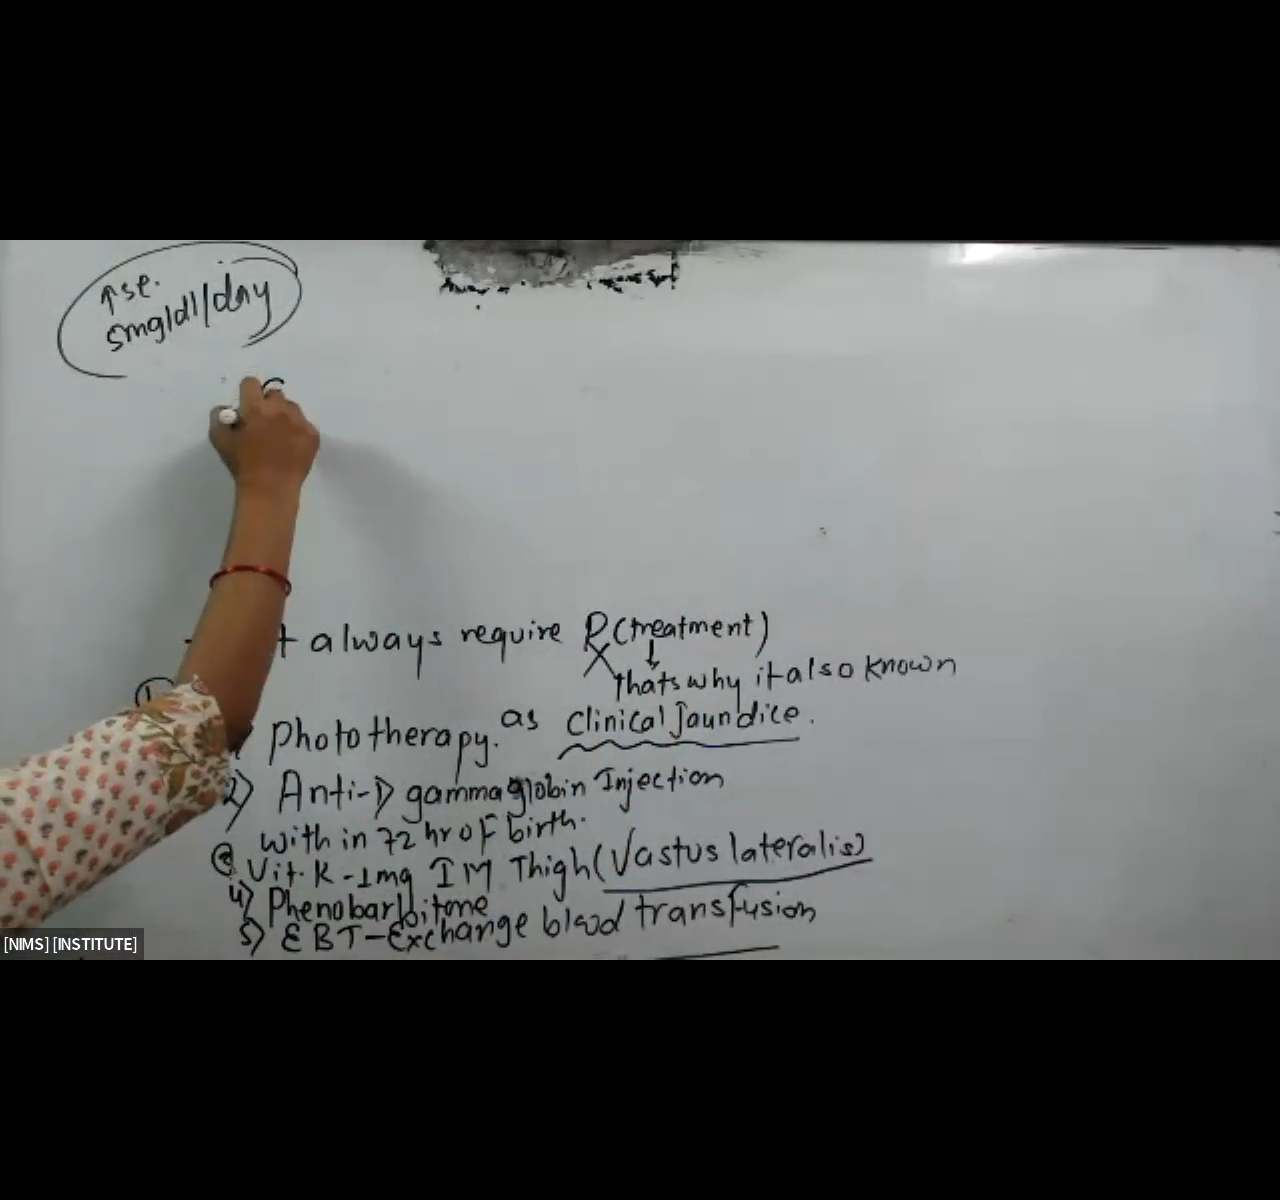 ↑se.
5mg/dl/day
always require Rx (treatment)
↓
thats why it also known
1
Phototherapy. as Clinical Jaundice.
2) Anti-D gammaglobin Injection
with in 72 hr of birth.
③ Vit. K - 1mg IM Thigh (Vastus lateralis)
4) Phenobarbitone
5) EBT - Exchange blood transfusion
[NIMS] [INSTITUTE]